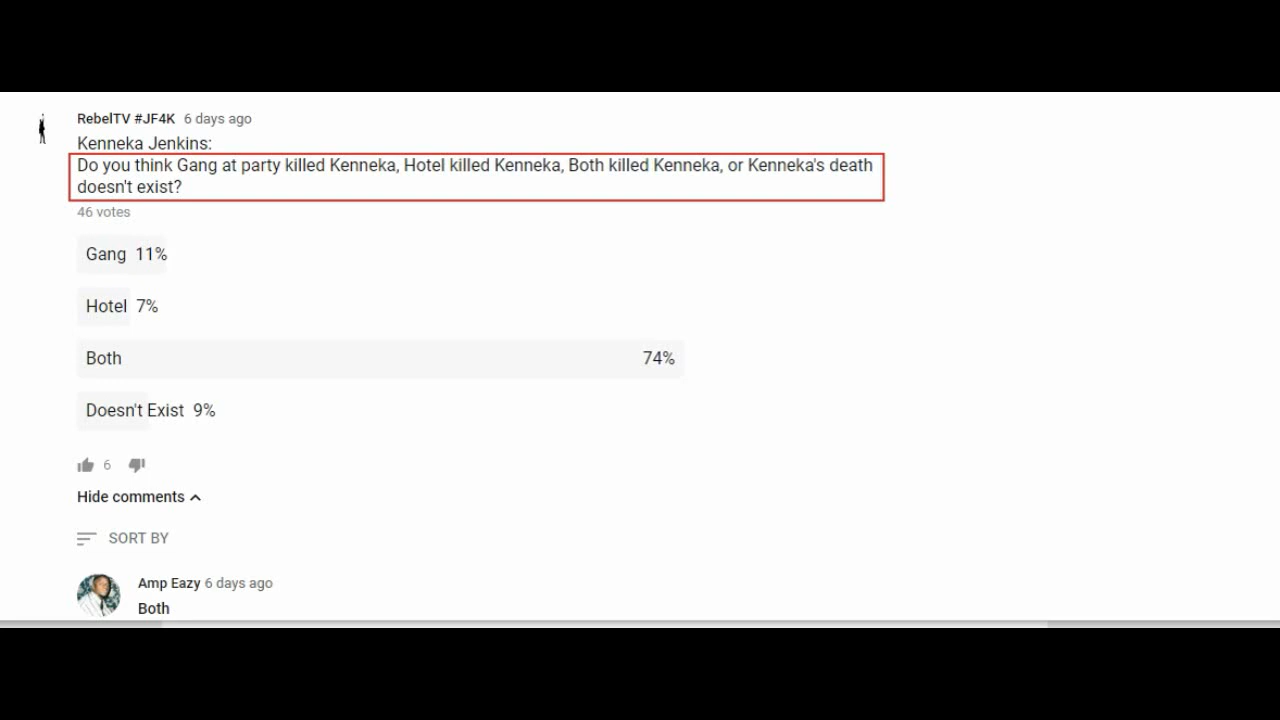 RebelTV #JF4K 6 days ago
Kenneka Jenkins:
Do you think Gang at party killed Kenneka, Hotel killed Kenneka, Both killed Kenneka, or Kenneka's death
doesn't exist?
46 votes
Gang 11%
Hotel 7%
Both 74%
Doesn't Exist 9%
6
Hide comments
SORT BY
Amp Eazy 6 days ago
Both